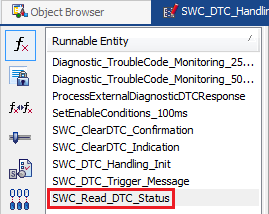 Object Browser
SWC_DTC_Handlin
Runnable Entity
Diagnostic_TroubleCode_Monitoring_25...
Diagnostic_TroubleCode_Monitoring_50...
ProcessExternalDiagnosticDTCResponse
SetEnableConditions_100ms
SWC_ClearDTC_Confirmation
SWC_ClearDTC_Indication
SWC_DTC_Handling_Init
SWC_DTC_Trigger_Message
SWC_Read_DTC_Status